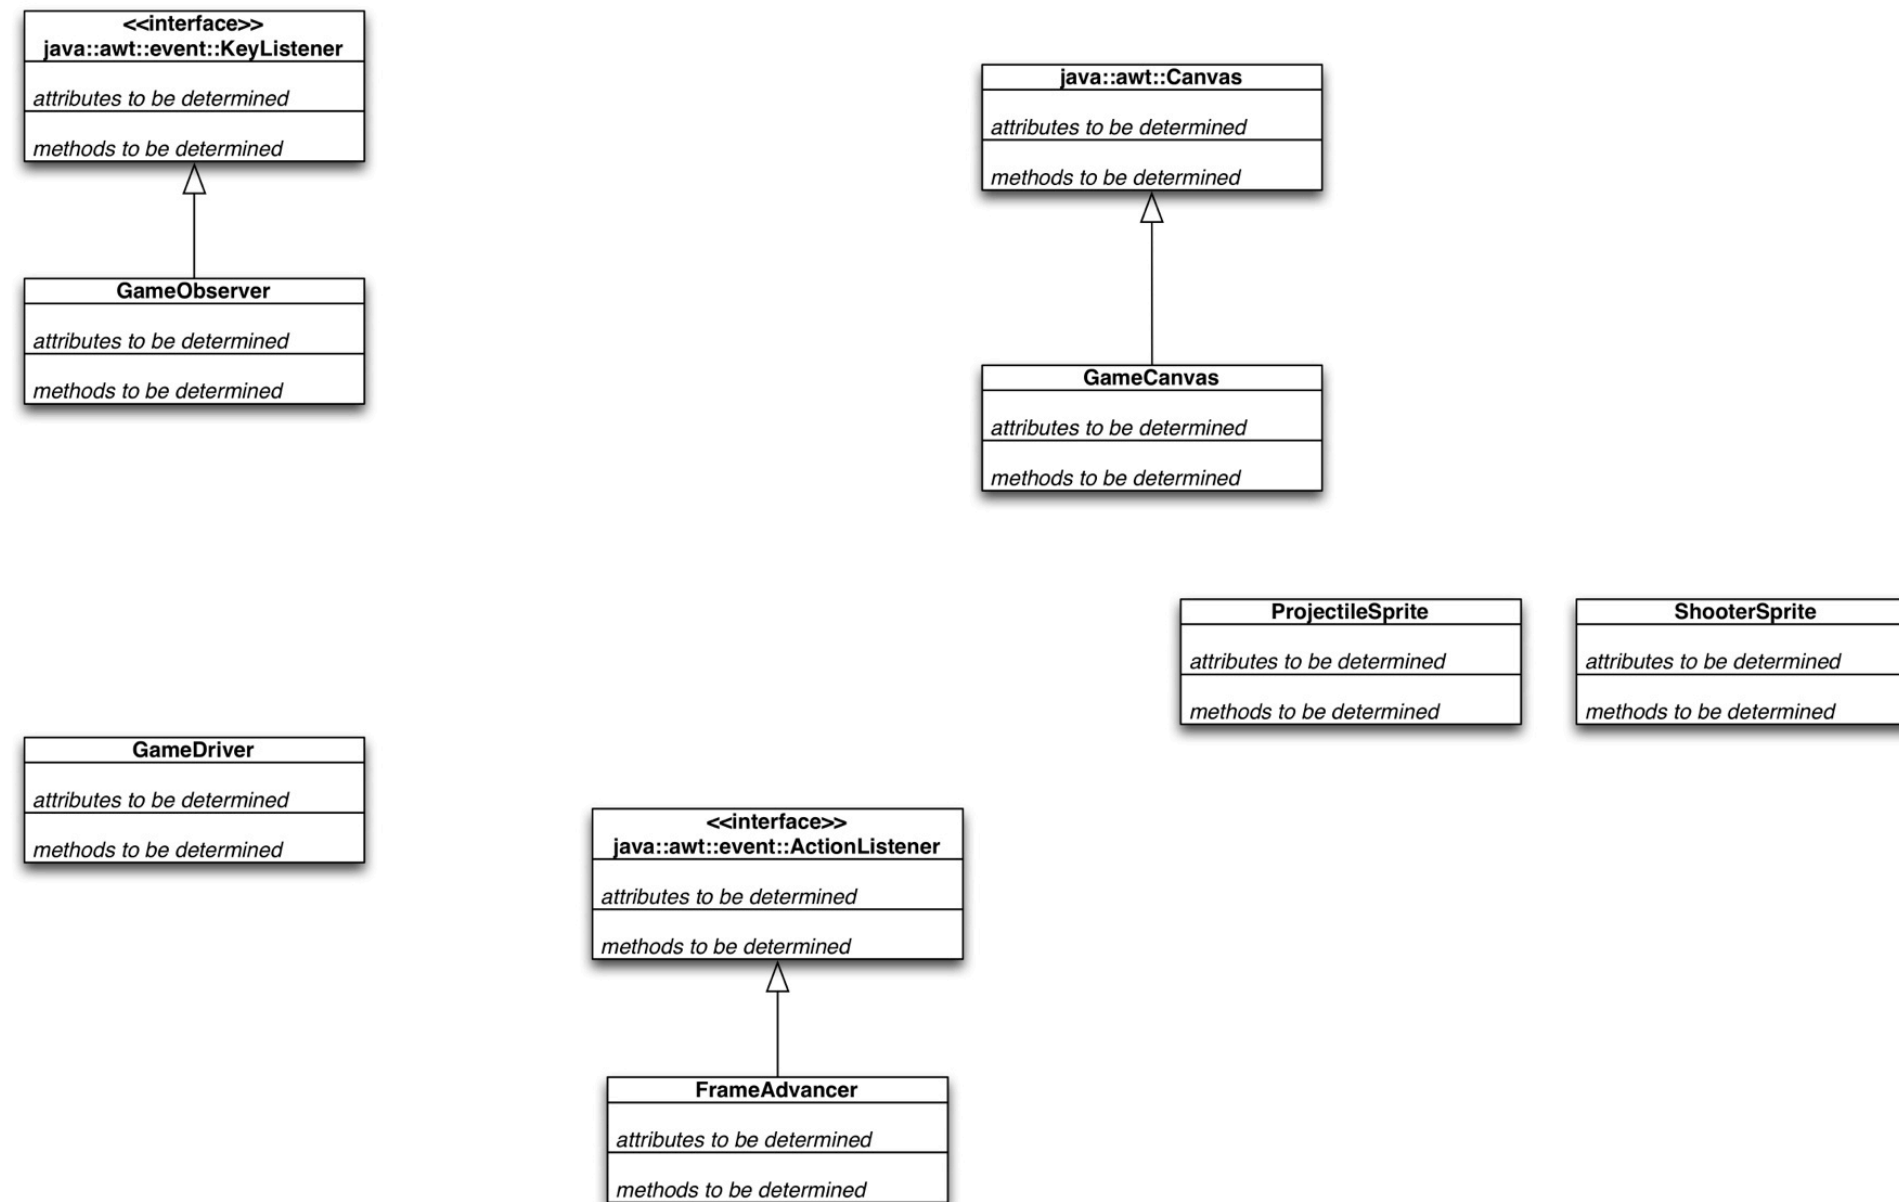 <<interface>>
java::awt::event::KeyListener
attributes to be determined
methods to be determined
java::awt::Canvas
attributes to be determined
methods to be determined
GameObserver
attributes to be determined
methods to be determined
GameCanvas
attributes to be determined
methods to be determined
ProjectileSprite
attributes to be determined
methods to be determined
ShooterSprite
attributes to be determined
methods to be determined
GameDriver
attributes to be determined
methods to be determined
<<interface>>
java::awt::event::ActionListener
attributes to be determined
methods to be determined
FrameAdvancer
attributes to be determined
methods to be determined